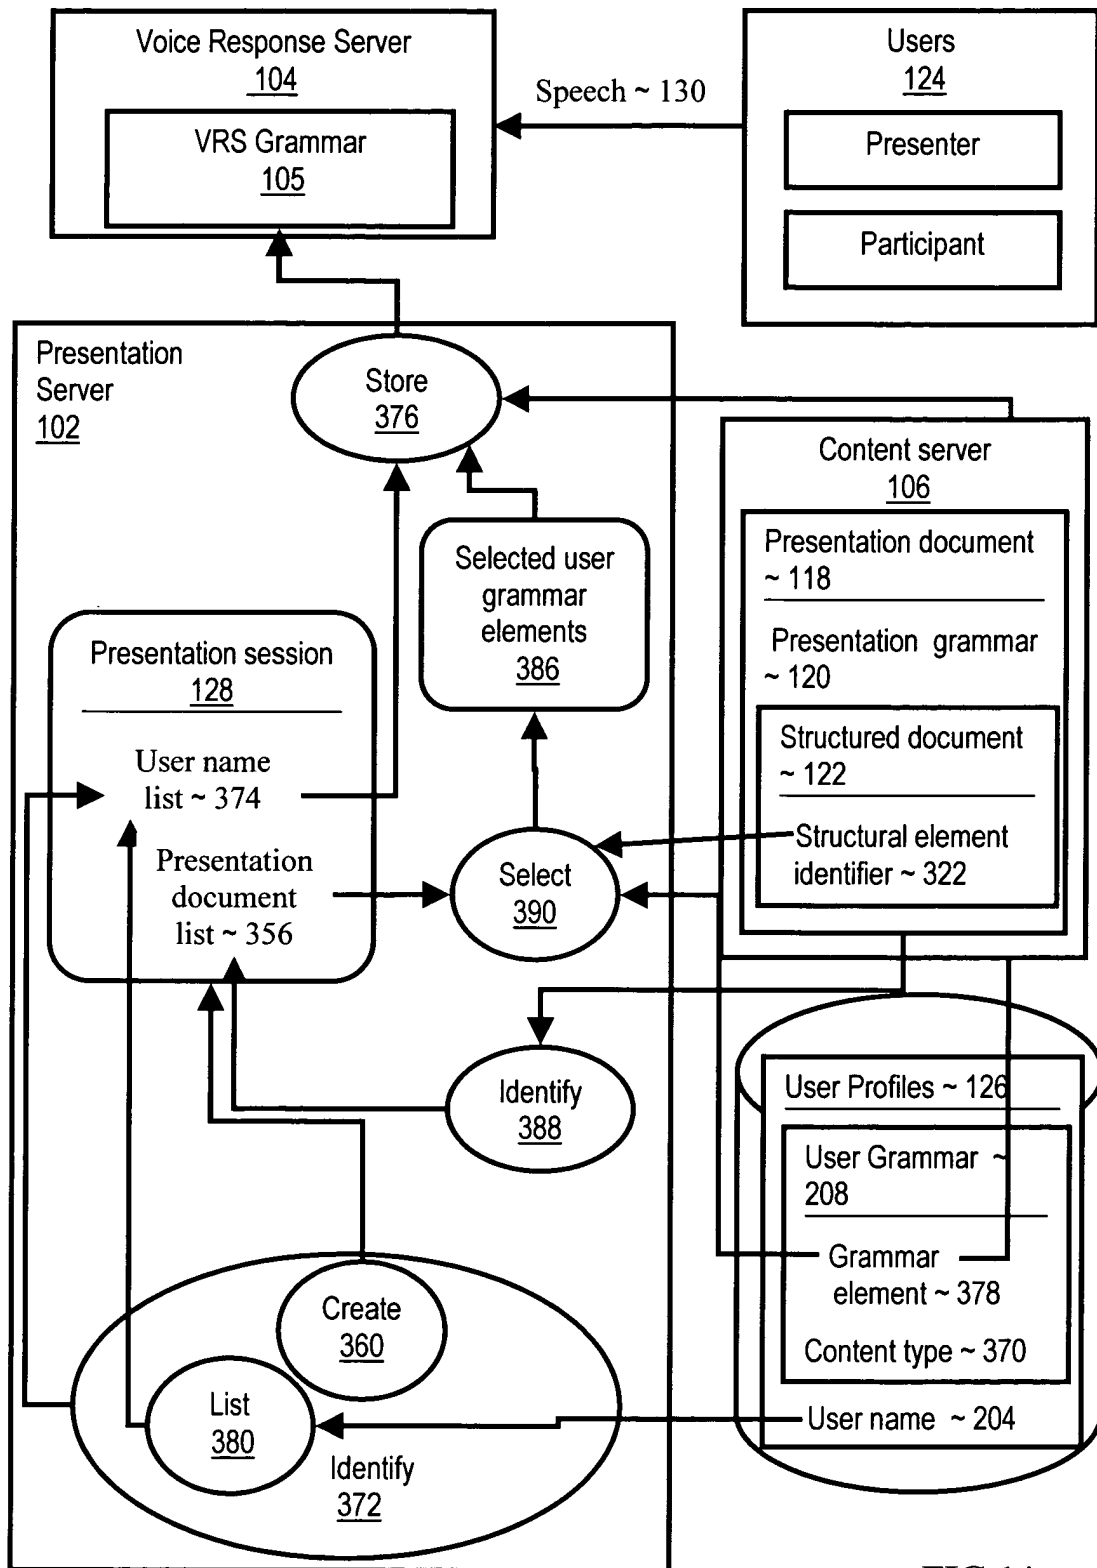 Voice Response Server
104
VRS Grammar
105
Speech ~ 130
Users
124
Presenter
Participant
Presentation
Server
102
Store
376
Content server
106
Presentation document
~ 118
Presentation grammar
~ 120
Structured document
~ 122
Structural element
identifier ~ 322
Selected user
grammar
elements
386
Presentation session
128
User name
list ~ 374
Presentation
document
list ~ 356
Select
390
Identify
388
User Profiles ~ 126
User Grammar ~
208
Grammar
element ~ 378
Content type ~ 370
User name ~ 204
Create
360
List
380
Identify
372